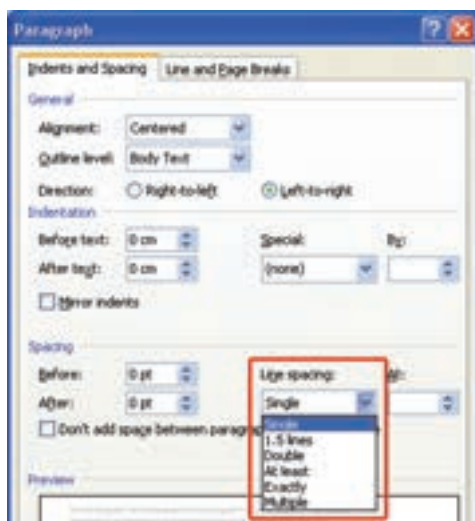 Paragraph
Indents and Spacing Line and Page Breaks
General
Alignment: Centered
Outline level: Body Text
Direction: Right-to-left Left-to-right
Indentation
Before text: 0 cm Special: By:
After text: 0 cm (none)
Mirror indents
Spacing
Before: 0 pt Line spacing: At:
After: 0 pt Single
Don't add space between paragra
Single
1.5 lines
Double
At least
Exactly
Multiple
Preview